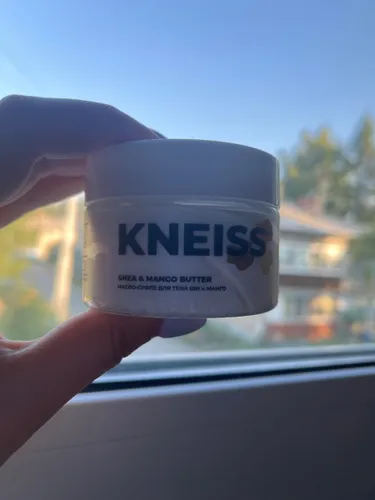 KNEISS
SHEA & MANGO BUTTER
МАСЛО-СУФЛЕ ДЛЯ ТЕЛА ШИ & МАНГО